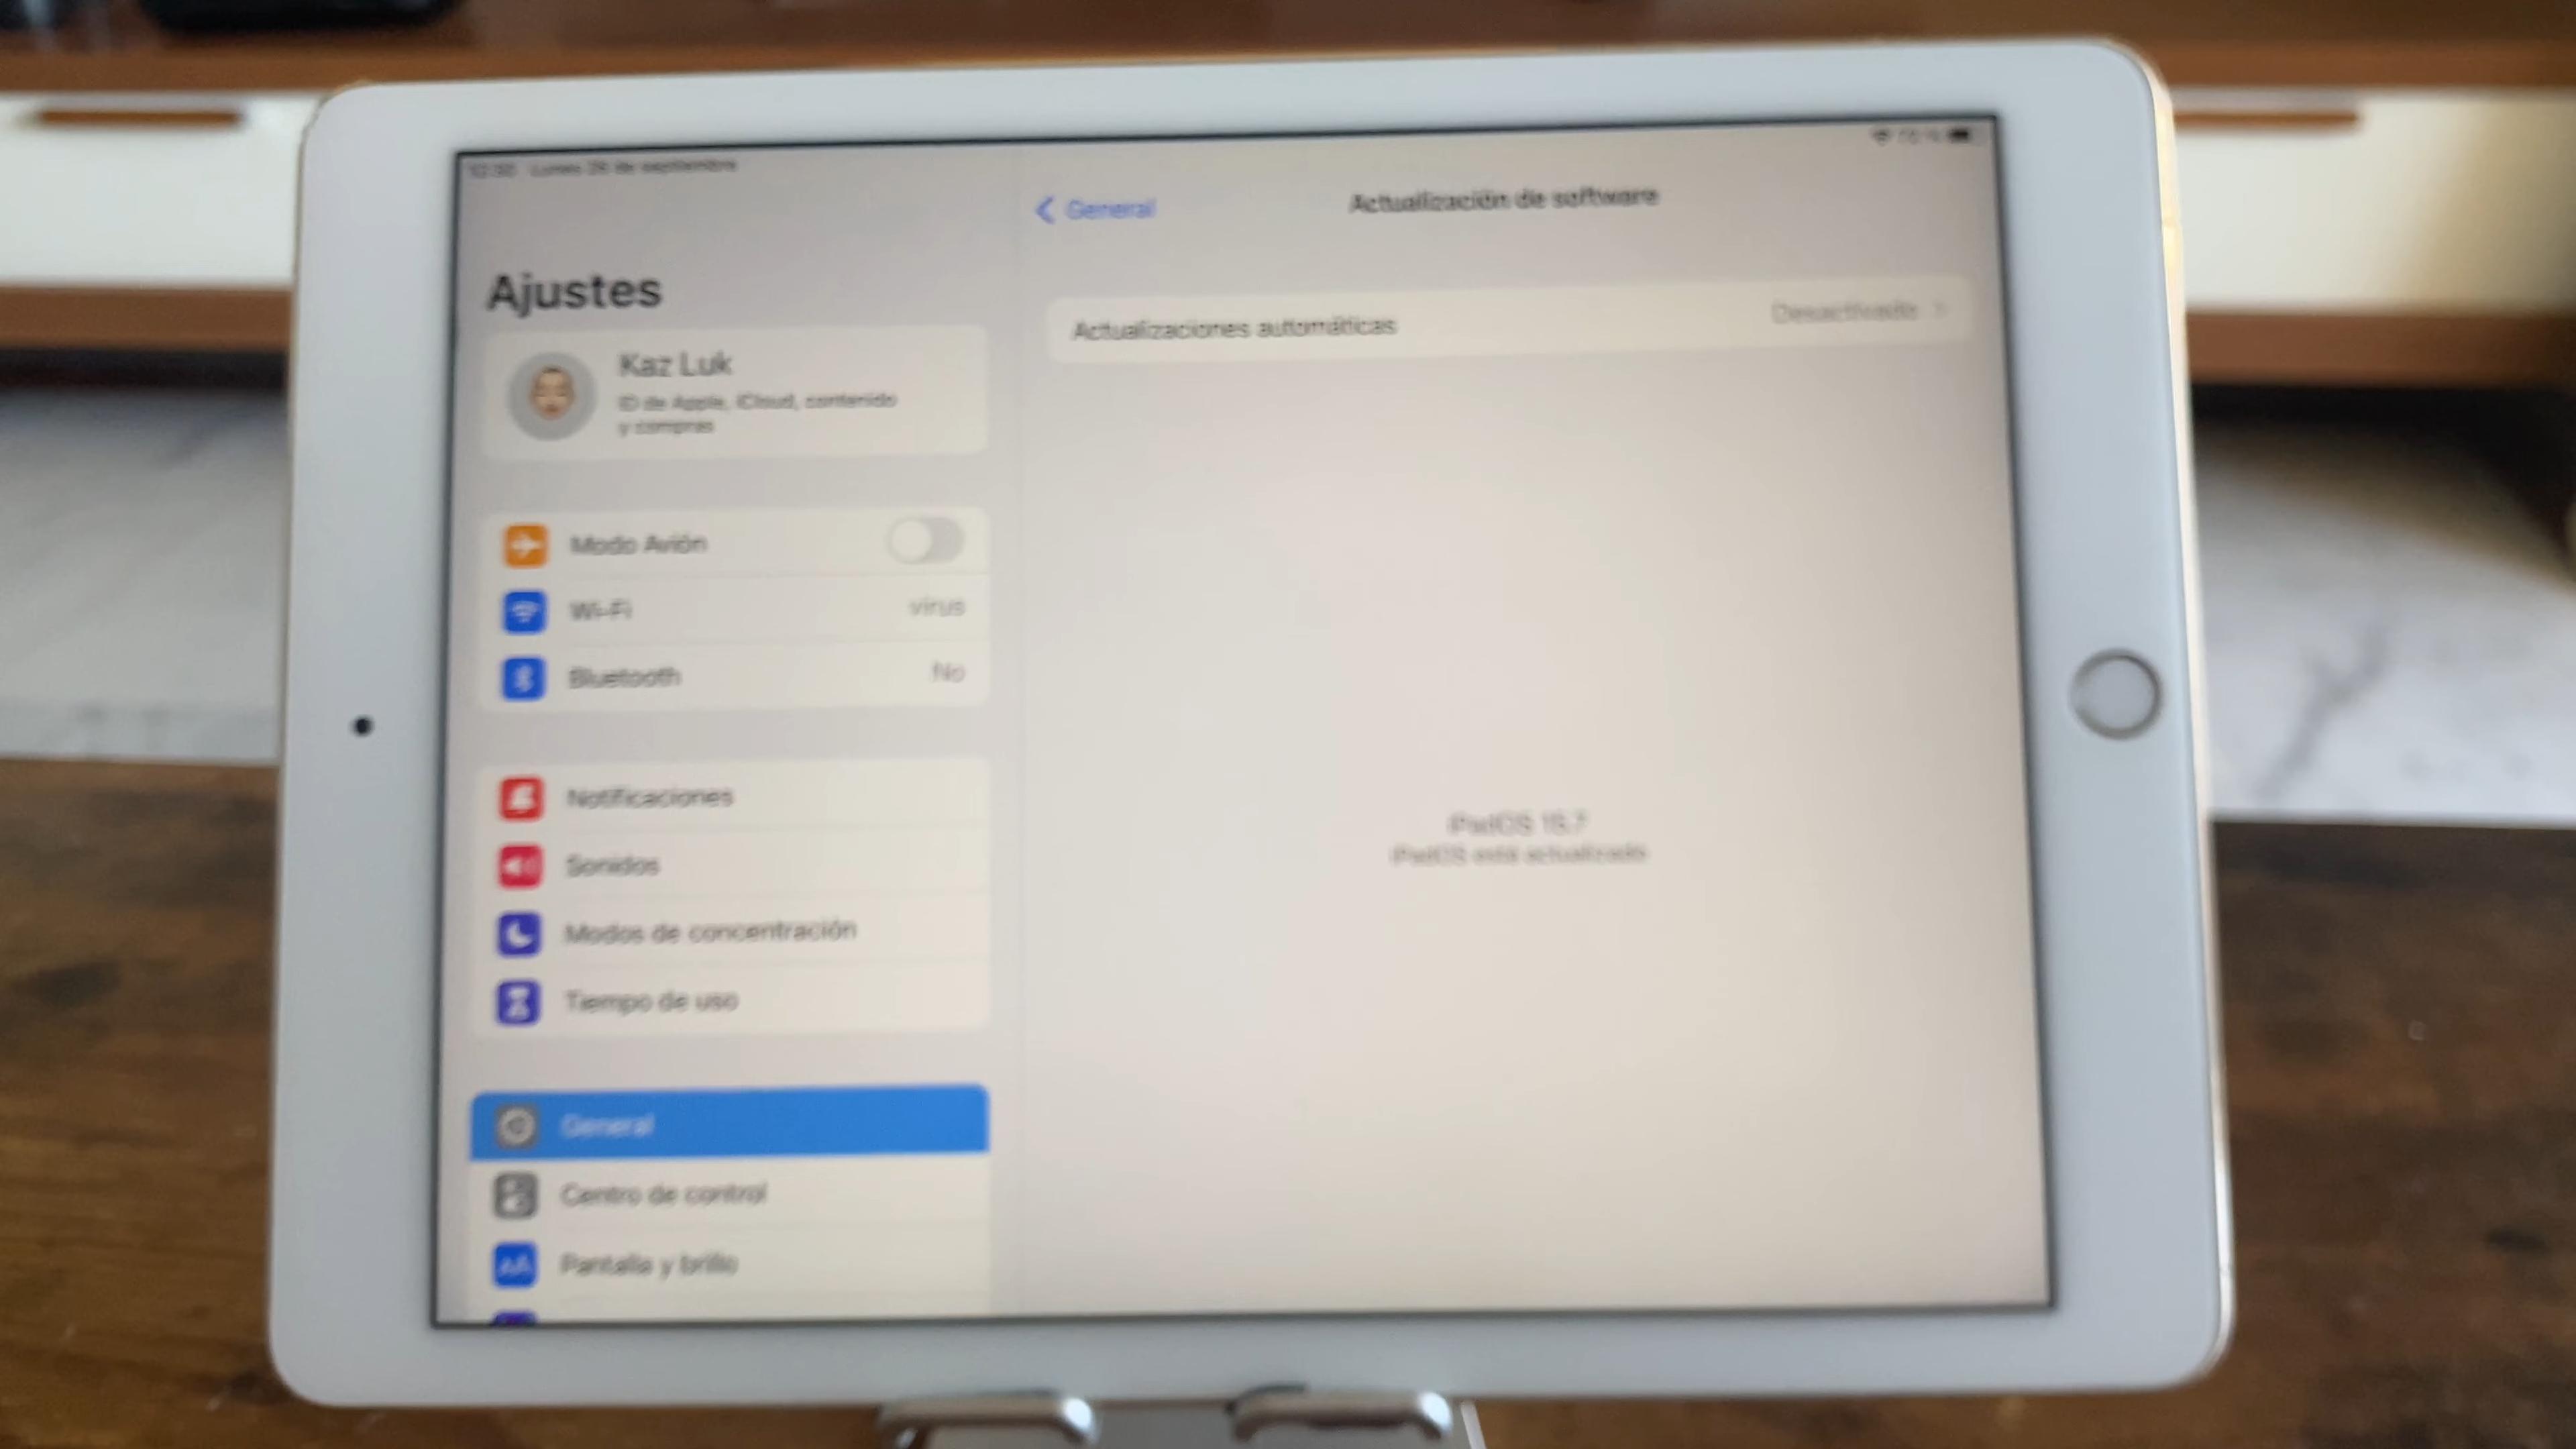 Lunes 26 de septiembre
Ajustes
Kaz Luk
ID de Apple, iCloud, contenido
y compras
Modo Avión
Wi-Fi
virus
Bluetooth
No
Notificaciones
Sonidos
Modos de concentración
Tiempo de uso
General
Centro de control
Pantalla y brillo
General
Actualización de software
Actualizaciones automáticas
Desactivado
iPadOS 15.7
iPadOS está actualizado